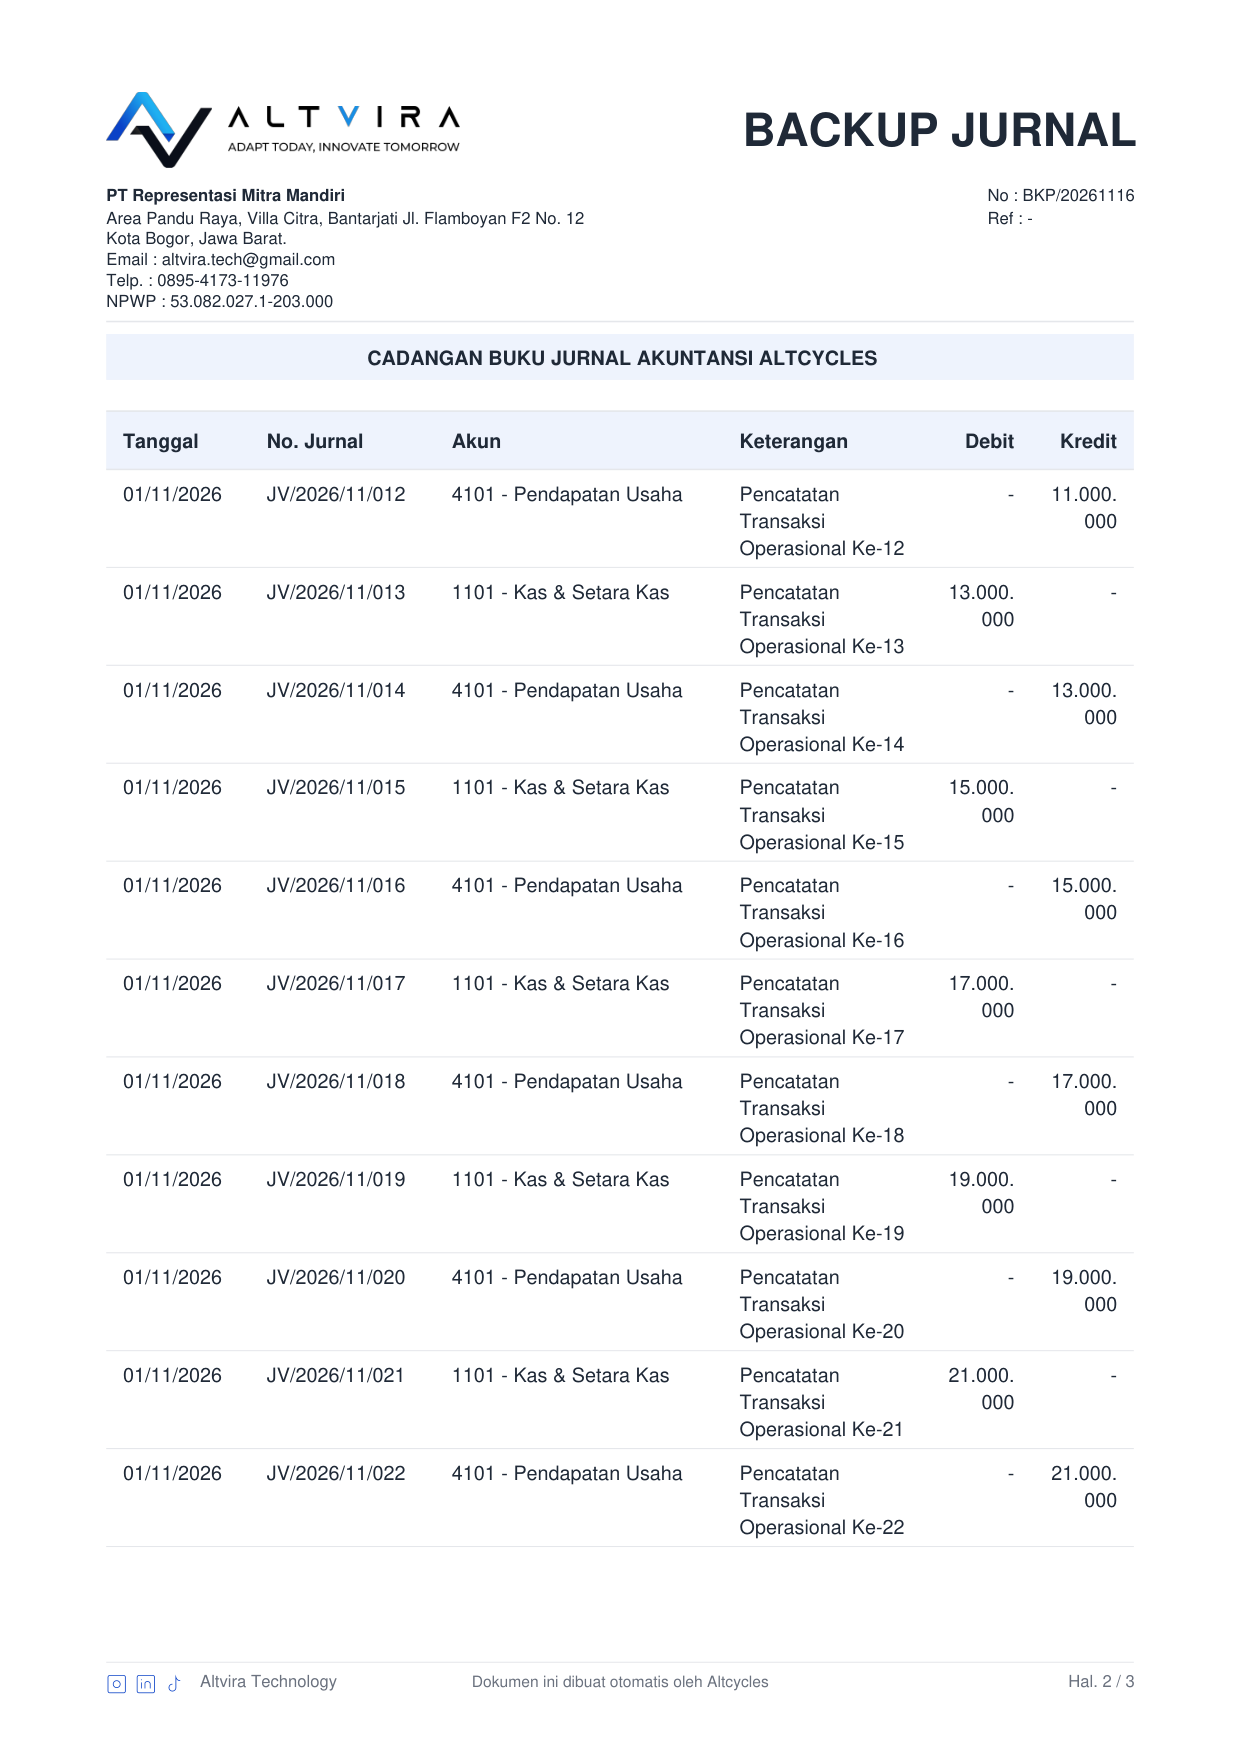 ALTVIRA
ADAPT TODAY, INNOVATE TOMORROW
BACKUP JURNAL
PT Representasi Mitra Mandiri
Area Pandu Raya, Villa Citra, Bantarjati Jl. Flamboyan F2 No. 12
Kota Bogor, Jawa Barat.
Email : altvira.tech@gmail.com
Telp. : 0895-4173-11976
NPWP : 53.082.027.1-203.000
No : BKP/20261116
Ref : -
CADANGAN BUKU JURNAL AKUNTANSI ALTCYCLES
Tanggal No. Jurnal Akun Keterangan Debit Kredit
01/11/2026 JV/2026/11/012 4101 - Pendapatan Usaha Pencatatan - 11.000.
Transaksi 000
Operasional Ke-12
01/11/2026 JV/2026/11/013 1101 - Kas & Setara Kas Pencatatan 13.000. -
Transaksi 000
Operasional Ke-13
01/11/2026 JV/2026/11/014 4101 - Pendapatan Usaha Pencatatan - 13.000.
Transaksi 000
Operasional Ke-14
01/11/2026 JV/2026/11/015 1101 - Kas & Setara Kas Pencatatan 15.000. -
Transaksi 000
Operasional Ke-15
01/11/2026 JV/2026/11/016 4101 - Pendapatan Usaha Pencatatan - 15.000.
Transaksi 000
Operasional Ke-16
01/11/2026 JV/2026/11/017 1101 - Kas & Setara Kas Pencatatan 17.000. -
Transaksi 000
Operasional Ke-17
01/11/2026 JV/2026/11/018 4101 - Pendapatan Usaha Pencatatan - 17.000.
Transaksi 000
Operasional Ke-18
01/11/2026 JV/2026/11/019 1101 - Kas & Setara Kas Pencatatan 19.000. -
Transaksi 000
Operasional Ke-19
01/11/2026 JV/2026/11/020 4101 - Pendapatan Usaha Pencatatan - 19.000.
Transaksi 000
Operasional Ke-20
01/11/2026 JV/2026/11/021 1101 - Kas & Setara Kas Pencatatan 21.000. -
Transaksi 000
Operasional Ke-21
01/11/2026 JV/2026/11/022 4101 - Pendapatan Usaha Pencatatan - 21.000.
Transaksi 000
Operasional Ke-22
Altvira Technology Dokumen ini dibuat otomatis oleh Altcycles Hal. 2 / 3